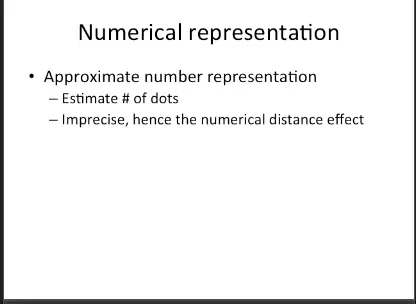 Numerical representation
• Approximate number representation
– Estimate # of dots
– Imprecise, hence the numerical distance effect